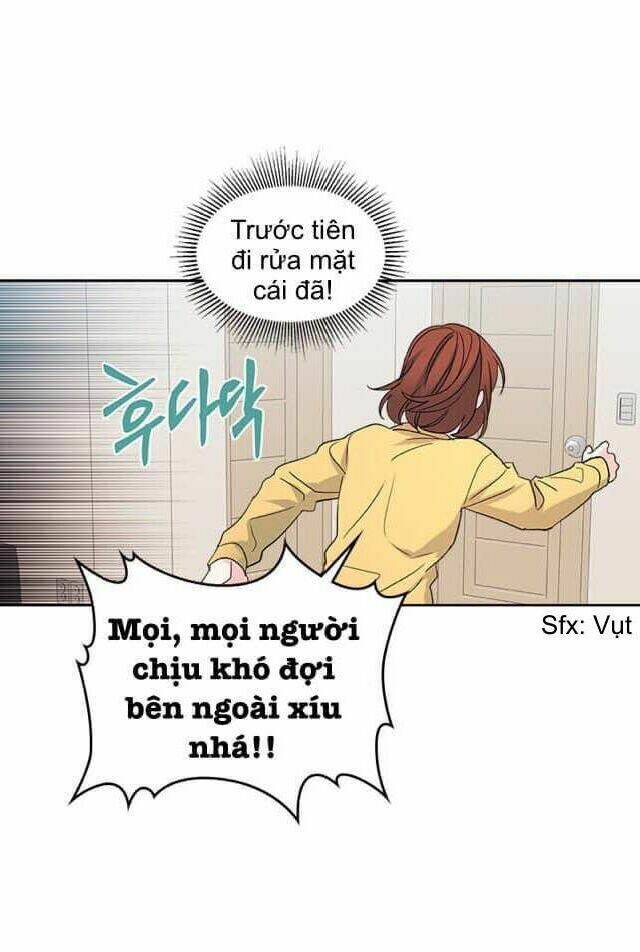 Trước tiên
đi rửa mặt
cái đã!
후다닥
Sfx: Vụt
Mọi, mọi người
chịu khó đợi
bên ngoài xíu
nhá!!